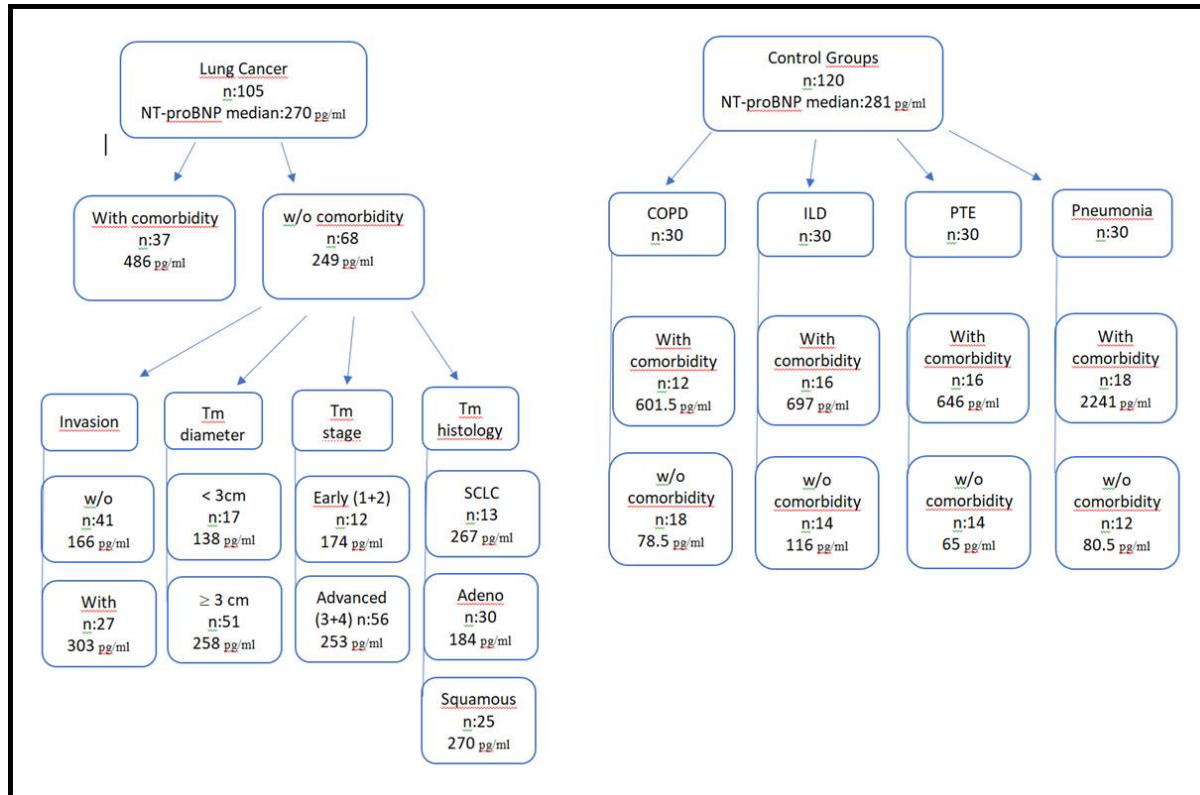 Lung Cancer
n:105
NT-proBNP median:270 pg/ml
With comorbidity
n:37
486 pg/ml
w/o comorbidity
n:68
249 pg/ml
Invasion
w/o
n:41
166 pg/ml
With
n:27
303 pg/ml
Tm
diameter
< 3cm
n:17
138 pg/ml
≥ 3 cm
n:51
258 pg/ml
Tm
stage
Early (1+2)
n:12
174 pg/ml
Advanced
(3+4) n:56
253 pg/ml
Tm
histology
SCLC
n:13
267 pg/ml
Adeno
n:30
184 pg/ml
Squamous
n:25
270 pg/ml
Control Groups
n:120
NT-proBNP median:281 pg/ml
COPD
n:30
With
comorbidity
n:12
601.5 pg/ml
w/o
comorbidity
n:18
78.5 pg/ml
ILD
n:30
With
comorbidity
n:16
697 pg/ml
w/o
comorbidity
n:14
116 pg/ml
PTE
n:30
With
comorbidity
n:16
646 pg/ml
w/o
comorbidity
n:14
65 pg/ml
Pneumonia
n:30
With
comorbidity
n:18
2241 pg/ml
w/o
comorbidity
n:12
80.5 pg/ml